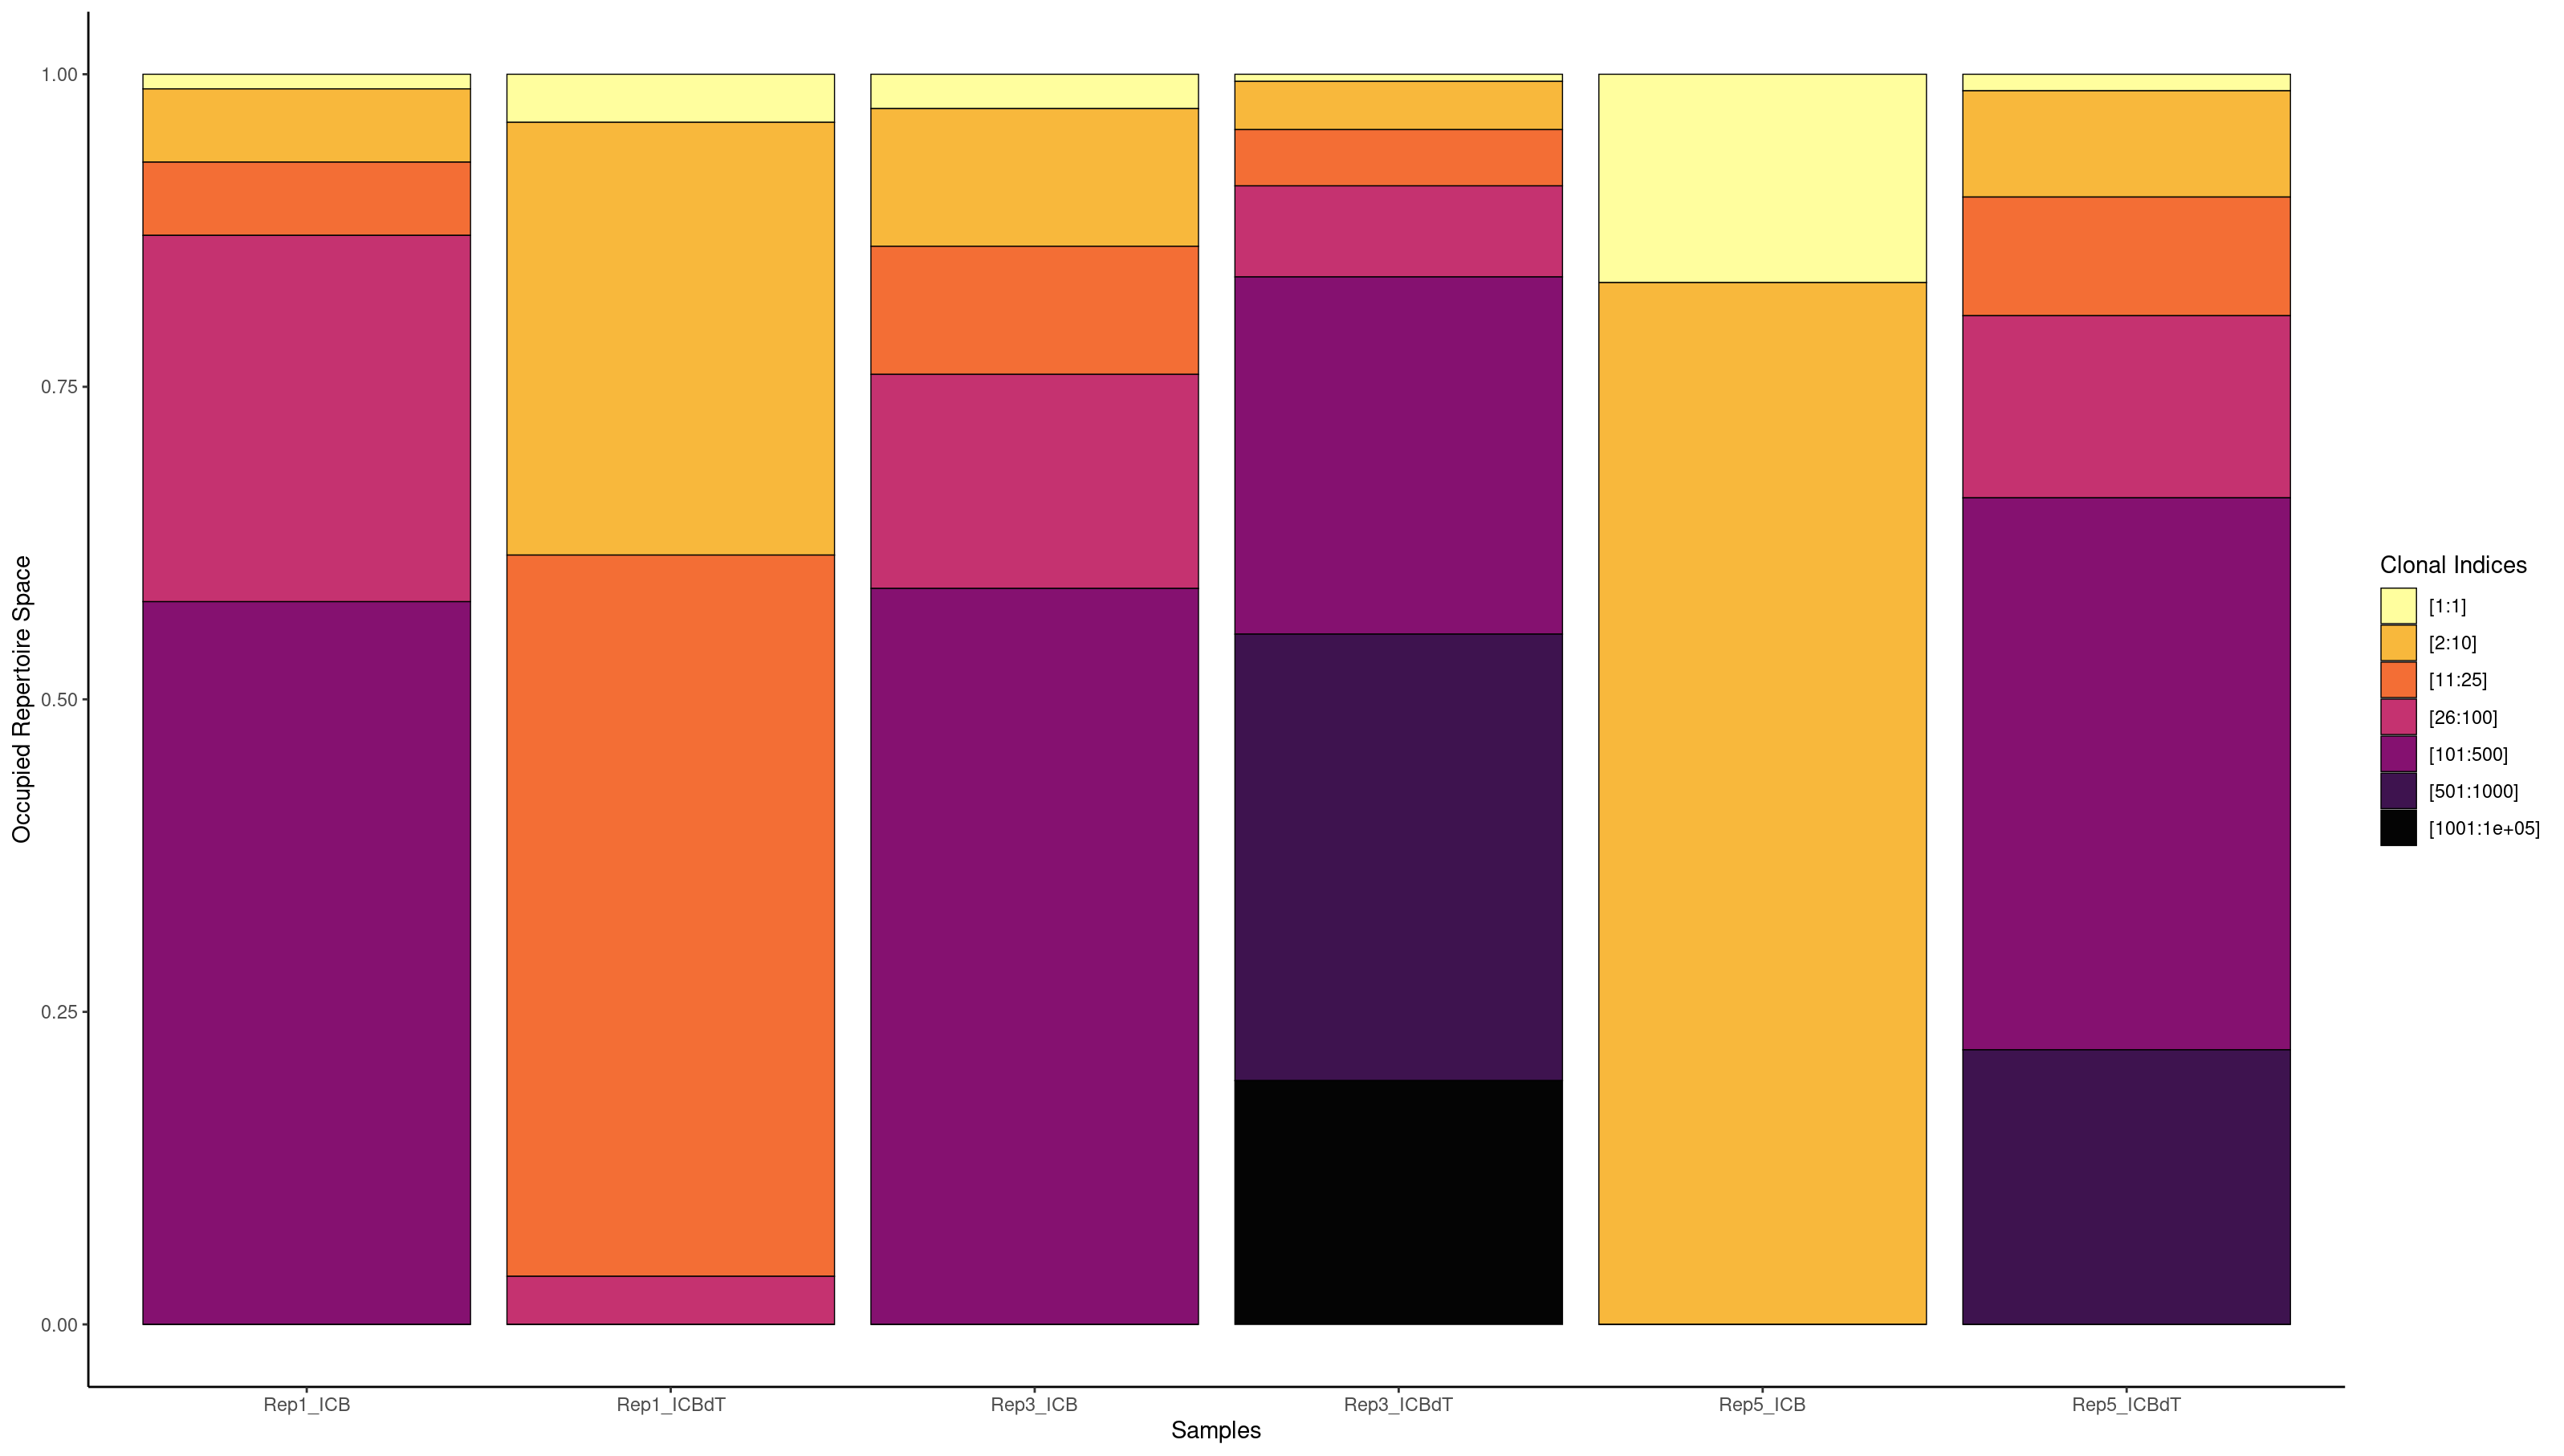 1.00
0.75
0.50
0.25
0.00
Occupied Repertoire Space
Rep1_ICB
Rep1_ICBdT
Rep3_ICB
Rep3_ICBdT
Rep5_ICB
Rep5_ICBdT
Samples
Clonal Indices
[1:1]
[2:10]
[11:25]
[26:100]
[101:500]
[501:1000]
[1001:1e+05]